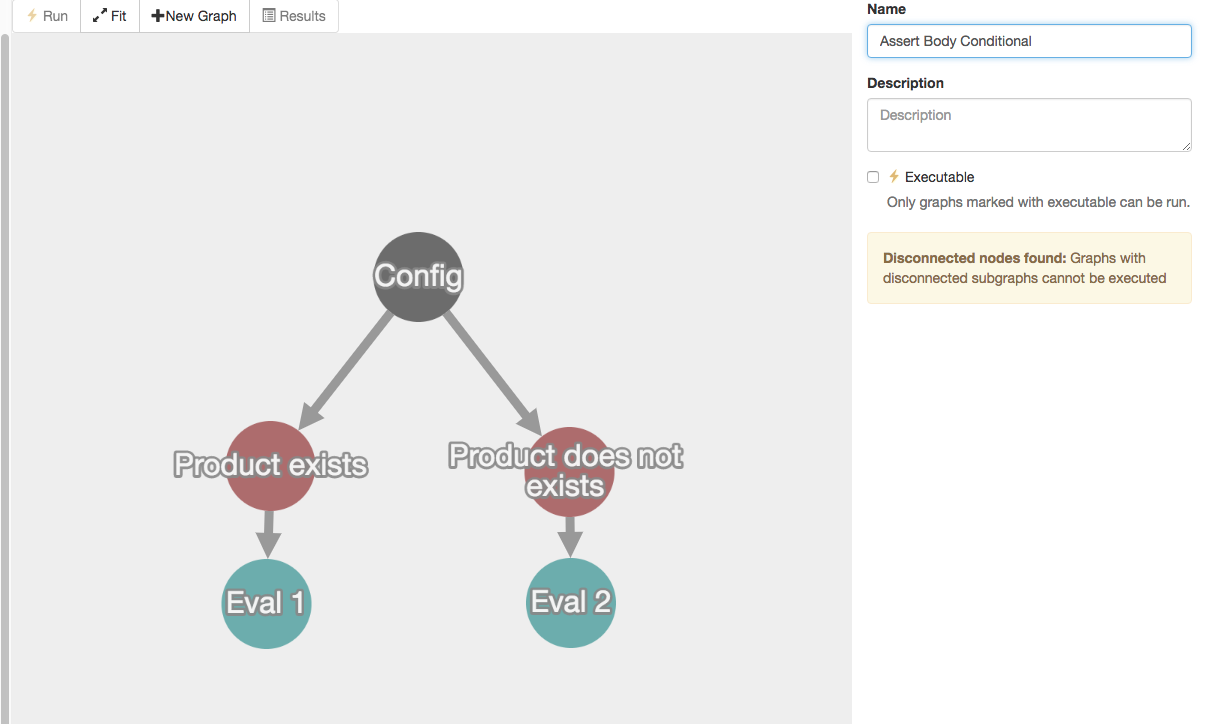 Run
Fit
New Graph
Results
Config
Product exists
Product does not
exists
Eval 1
Eval 2
Name
Assert Body Conditional
Description
Description
Executable
Only graphs marked with executable can be run.
Disconnected nodes found: Graphs with
disconnected subgraphs cannot be executed